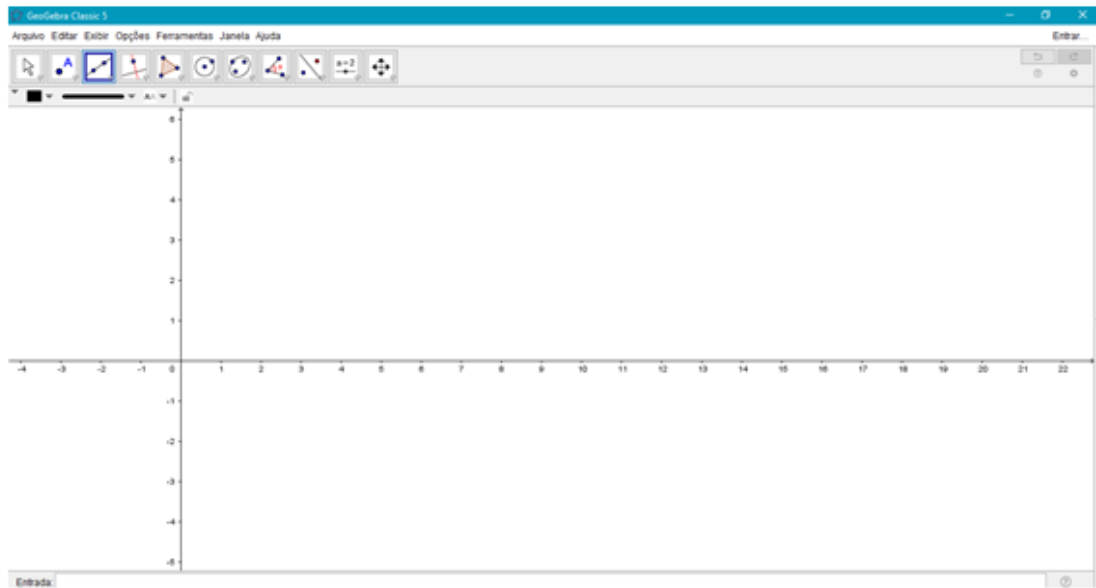 GeoGebra Classic 5
Arquivo Editar Exibir Opções Ferramentas Janela Ajuda Entrar...
A a=2
6
5
4
3
2
1
-4 -3 -2 -1 0 1 2 3 4 5 6 7 8 9 10 11 12 13 14 15 16 17 18 19 20 21 22
-1
-2
-3
-4
-5
Entrada: